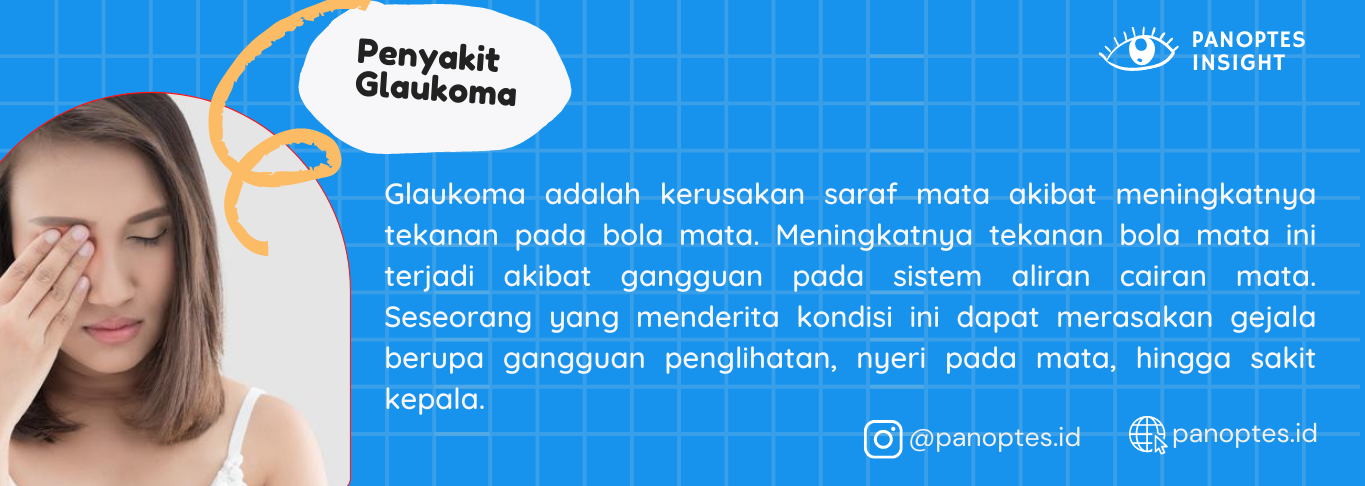 Penyakit
Glaukoma
PANOPTES
INSIGHT
Glaukoma adalah kerusakan saraf mata akibat meningkatnya
tekanan pada bola mata. Meningkatnya tekanan bola mata ini
terjadi akibat gangguan pada sistem aliran cairan mata.
Seseorang yang menderita kondisi ini dapat merasakan gejala
berupa gangguan penglihatan, nyeri pada mata, hingga sakit
kepala.
@panoptes.id
panoptes.id